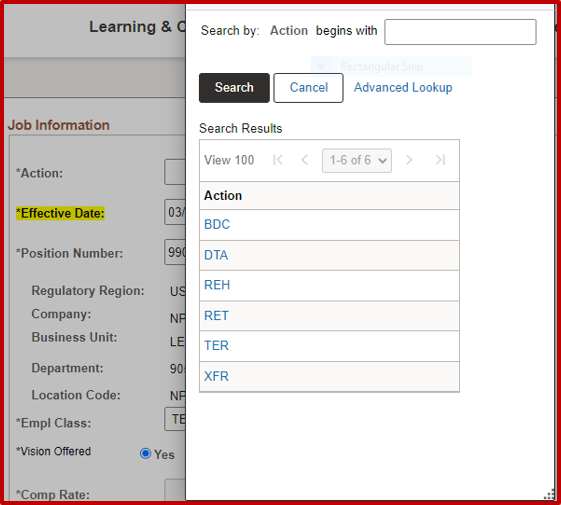 Learning & C
Search by: Action begins with
Rectangular Snip
Search Cancel Advanced Lookup
Search Results
View 100 1-6 of 6
Action
BDC
DTA
REH
RET
TER
XFR
Job Information
*Action:
*Effective Date: 03/
*Position Number: 990
Regulatory Region: US
Company: NP
Business Unit: LE
Department: 90
Location Code: NP
*Empl Class: TE
*Vision Offered Yes
*Comp Rate: